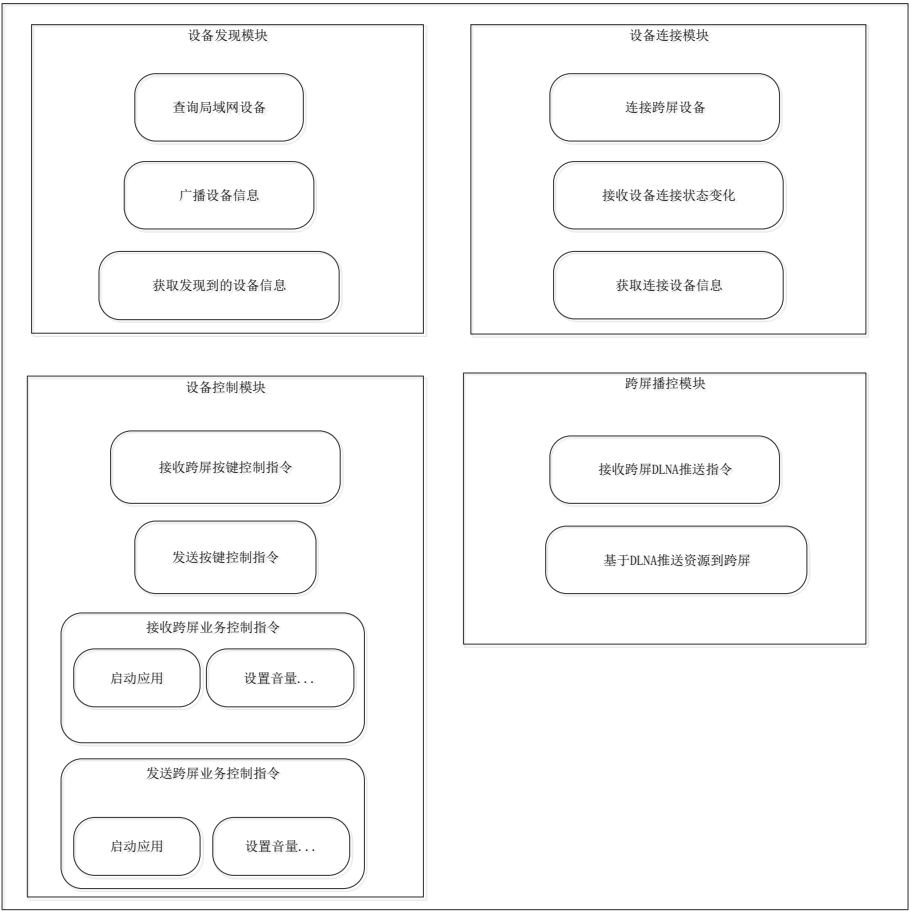 设备发现模块
查询局域网设备
广播设备信息
获取发现到的设备信息
设备连接模块
连接跨屏设备
接收设备连接状态变化
获取连接设备信息
设备控制模块
接收跨屏按键控制指令
发送按键控制指令
接收跨屏业务控制指令
启动应用
设置音量...
发送跨屏业务控制指令
启动应用
设置音量...
跨屏播控模块
接收跨屏DLNA推送指令
基于DLNA推送资源到跨屏